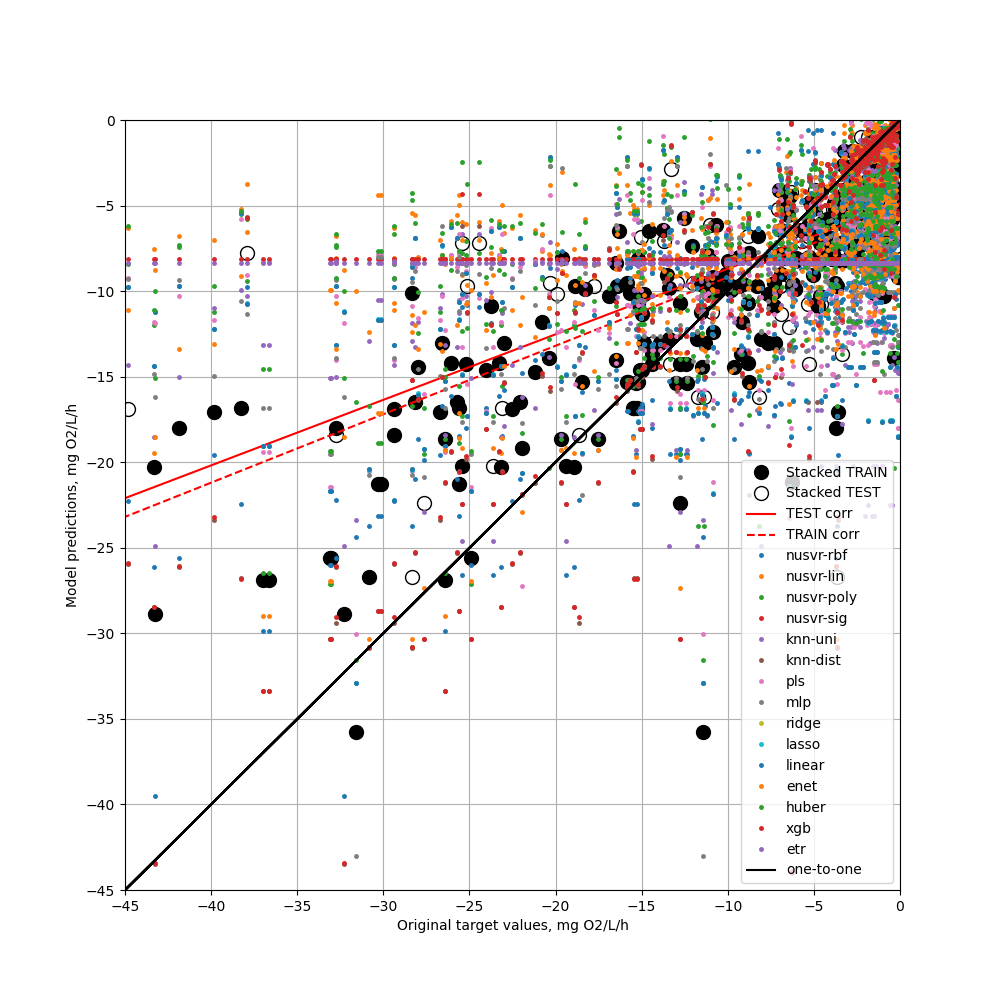 0
−5
−10
−15
−20
−25
−30
−35
−40
−45
Model predictions, mg O2/L/h
Stacked TRAIN
Stacked TEST
TEST corr
TRAIN corr
nusvr-rbf
nusvr-lin
nusvr-poly
nusvr-sig
knn-uni
knn-dist
pls
mlp
ridge
lasso
linear
enet
huber
xgb
etr
one-to-one
−45 −40 −35 −30 −25 −20 −15 −10 −5 0
Original target values, mg O2/L/h